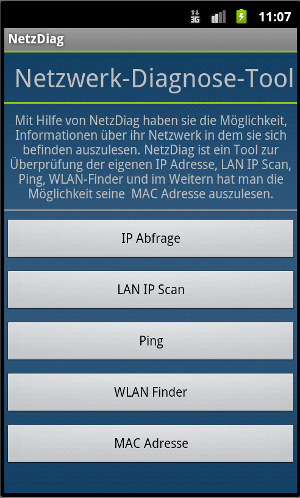 3G 11:07
NetzDiag
Netzwerk-Diagnose-Tool
Mit Hilfe von NetzDiag haben sie die Möglichkeit,
Informationen über ihr Netzwerk in dem sie sich
befinden auszulesen. NetzDiag ist ein Tool zur
Überprüfung der eigenen IP Adresse, LAN IP Scan,
Ping, WLAN-Finder und im Weitern hat man die
Möglichkeit seine MAC Adresse auszulesen.
IP Abfrage
LAN IP Scan
Ping
WLAN Finder
MAC Adresse